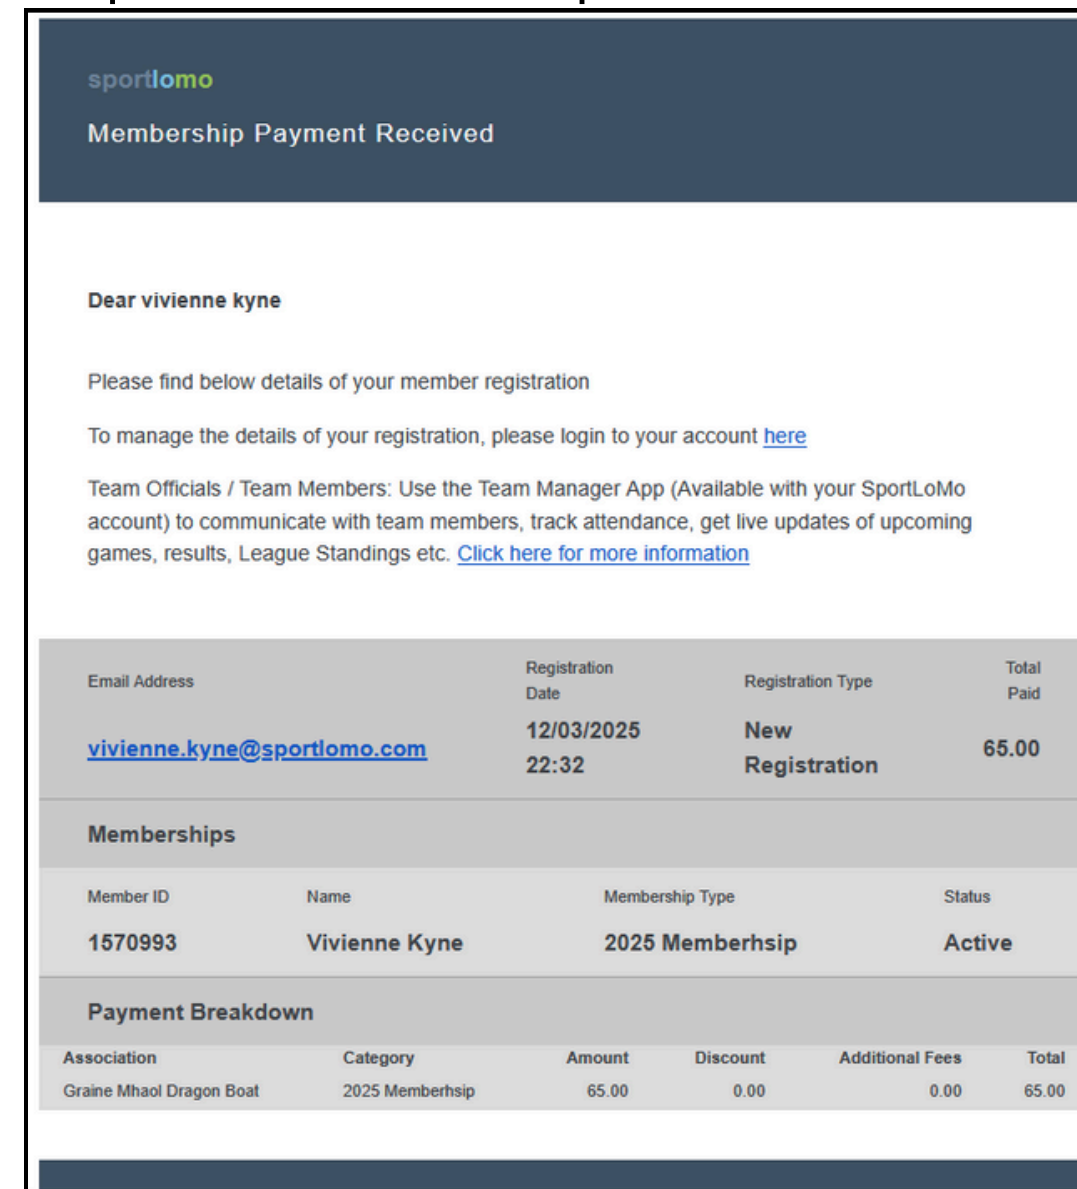 sportlomo
Membership Payment Received
Dear vivienne kyne
Please find below details of your member registration
To manage the details of your registration, please login to your account here
Team Officials / Team Members: Use the Team Manager App (Available with your SportLoMo
account) to communicate with team members, track attendance, get live updates of upcoming
games, results, League Standings etc. Click here for more information
Email Address Registration Date Registration Type Total Paid
vivienne.kyne@sportlomo.com 12/03/2025 22:32 New Registration 65.00
Memberships
Member ID Name Membership Type Status
1570993 Vivienne Kyne 2025 Memberhsip Active
Payment Breakdown
Association Category Amount Discount Additional Fees Total
Graine Mhaol Dragon Boat 2025 Memberhsip 65.00 0.00 0.00 65.00